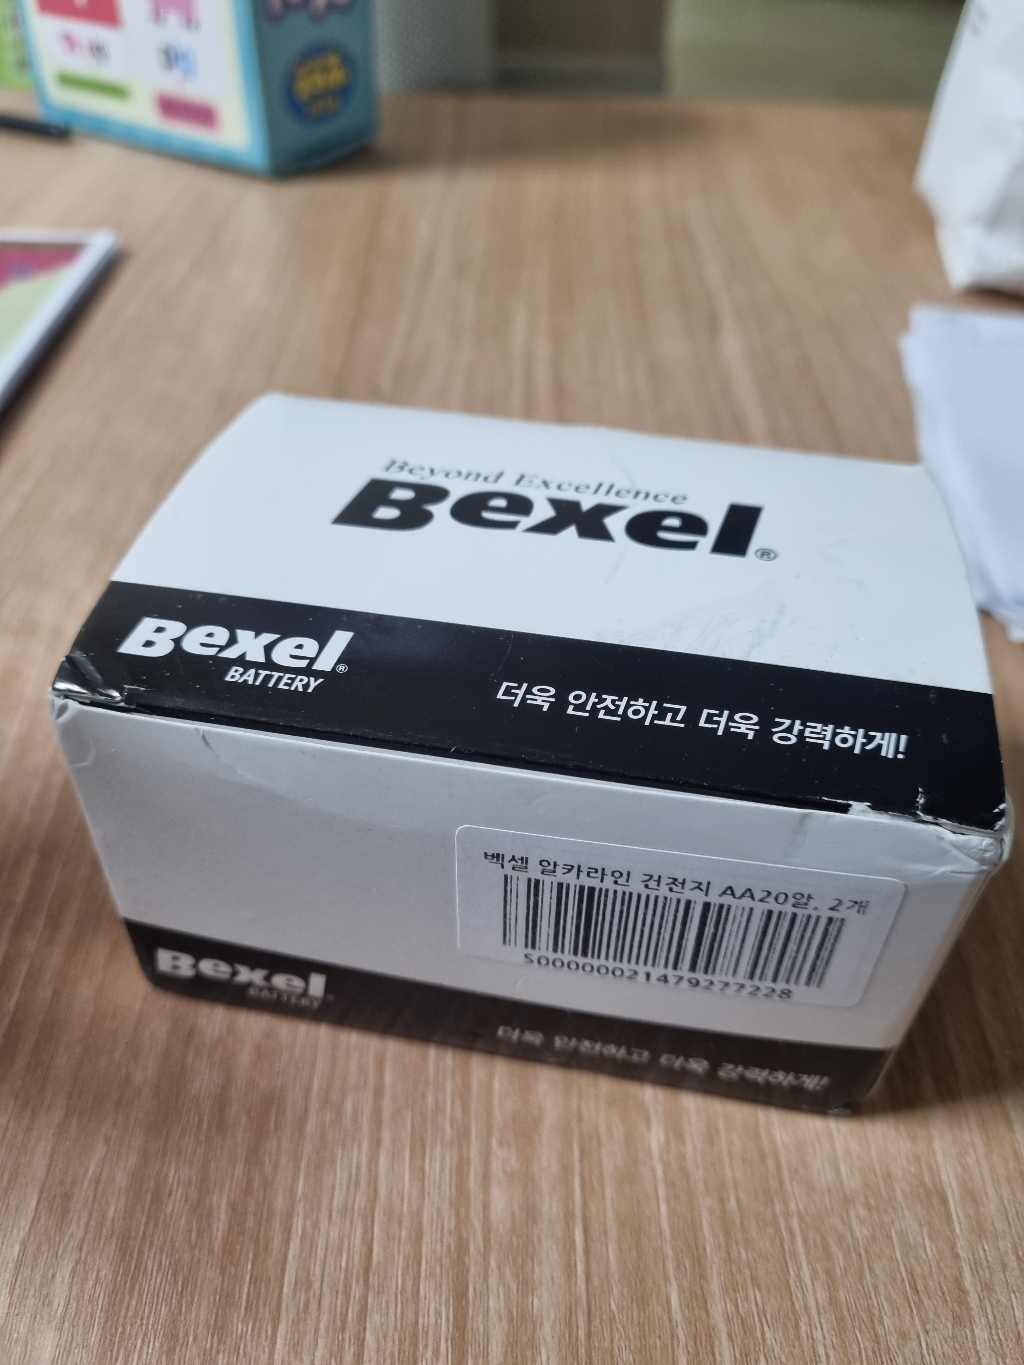 Beyond Excellence
Bexel®
Bexel®
BATTERY
더욱 안전하고 더욱 강력하게!
벡셀 알카라인 건전지 AA20알, 2개
S000000021479277228
Bexel
BATTERY
더욱 안전하고 더욱 강력하게!